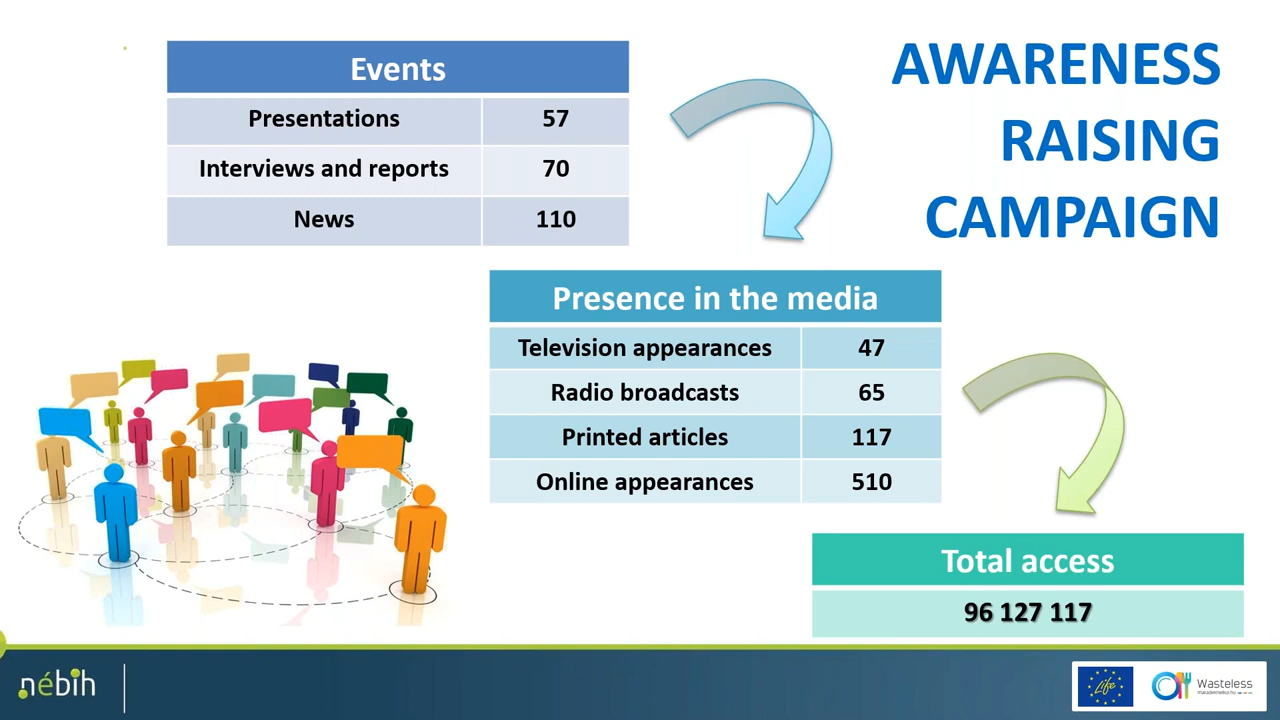 AWARENESS
RAISING
CAMPAIGN
Events
Presentations 57
Interviews and reports 70
News 110
Presence in the media
Television appearances 47
Radio broadcasts 65
Printed articles 117
Online appearances 510
Total access
96 127 117
nébih
Life
Wasteless